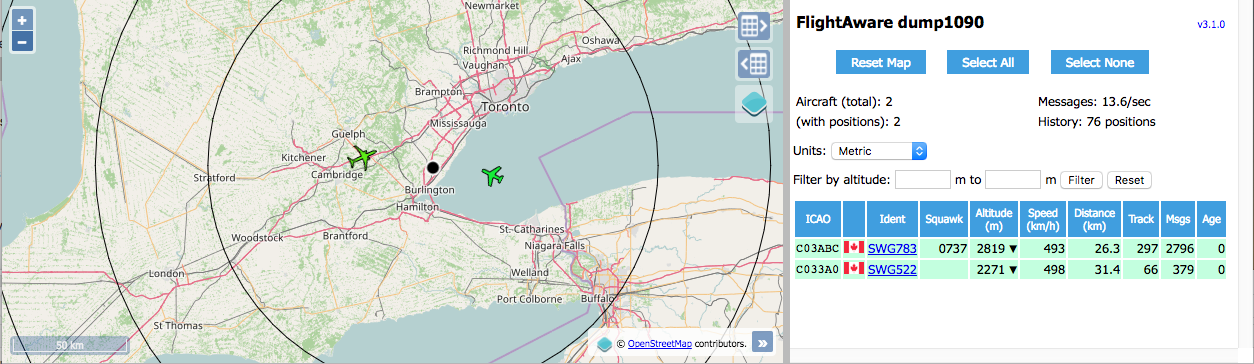 +
−
Newmarket
Oshawa
Richmond Hill
Ajax
Vaughan
Brampton
Toronto
Mississauga
Guelph
Kitchener
Cambridge
Stratford
Burlington
Hamilton
Woodstock
Brantford
St. Catharines
Niagara Falls
London
Welland
Port Colborne
Buffalo
St Thomas
50 km
© OpenStreetMap contributors.
»
FlightAware dump1090
v3.1.0
Reset Map Select All Select None
Aircraft (total): 2 Messages: 13.6/sec
(with positions): 2 History: 76 positions
Units: Metric
Filter by altitude: m to m Filter Reset
ICAO Ident Squawk Altitude (m) Speed (km/h) Distance (km) Track Msgs Age
C03ABC SWG783 0737 2819 ▼ 493 26.3 297 2796 0
C033A0 SWG522 2271 ▼ 498 31.4 66 379 0